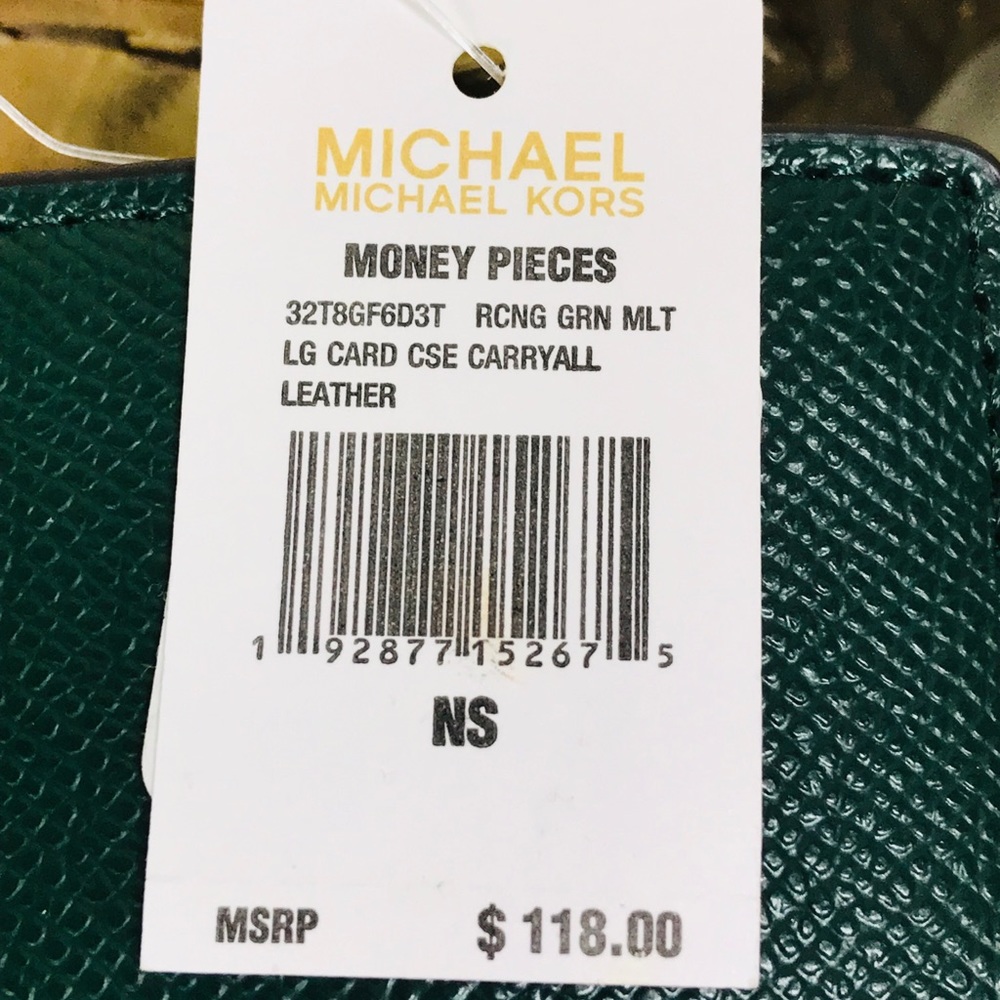 MICHAEL
MICHAEL KORS
MONEY PIECES
32T8GF6D3T RCNG GRN MLT
LG CARD CSE CARRYALL
LEATHER
1 92877 15267 5
NS
MSRP $ 118.00